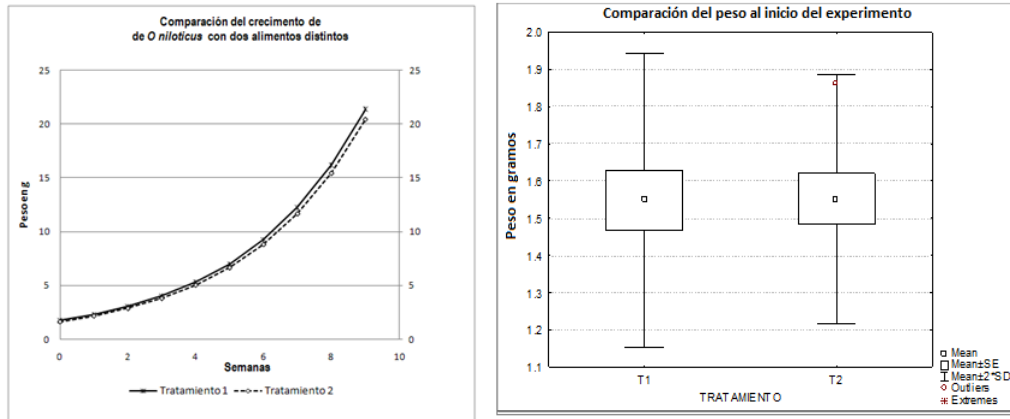 Comparación del crecimento de
de O niloticus con dos alimentos distintos
25
20
15
10
5
0
25
20
15
10
5
0
Peso en g
0 2 4 6 8 10
Semanas
Tratamiento 1 Tratamiento 2
Comparación del peso al inicio del experimento
2.0
1.9
1.8
1.7
1.6
1.5
1.4
1.3
1.2
1.1
Peso en gramos
T1 T2
TRATAMIENTO
Mean
Mean±SE
Mean±2*SD
Outliers
Extremes